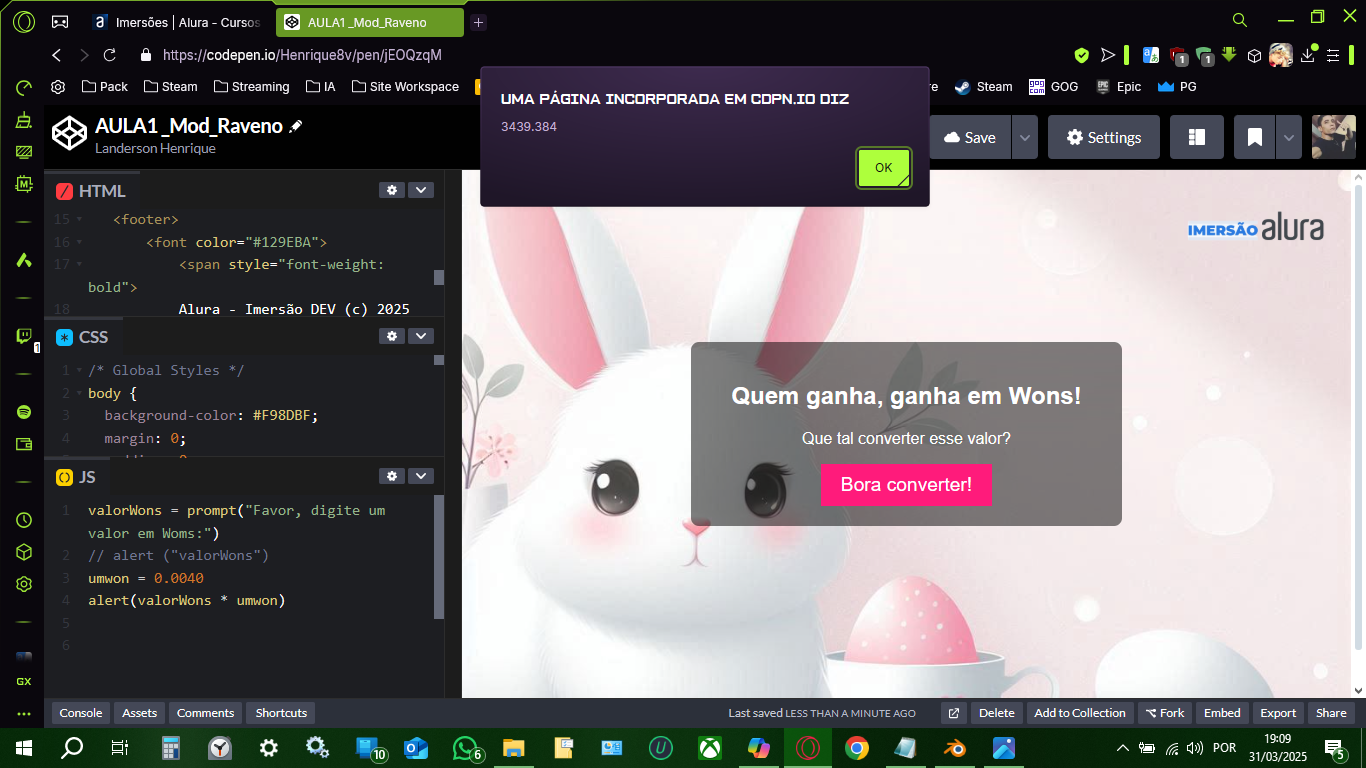 Imersões | Alura - Cursos
AULA1_Mod_Raveno
https://codepen.io/Henrique8v/pen/jEOQzqM
1
1
Pack
Steam
Streaming
IA
Site Workspace
re
Steam
GOG
Epic
PG
UMA PÁGINA INCORPORADA EM CDPN.IO DIZ
3439.384
OK
AULA1_Mod_Raveno
Landerson Henrique
Save
Settings
HTML
15 <footer>
16 <font color="#129EBA">
17 <span style="font-weight:
bold">
18 Alura - Imersão DEV (c) 2025
CSS
1 /* Global Styles */
2 body {
3 background-color: #F98DBF;
4 margin: 0;
JS
1 valorWons = prompt("Favor, digite um
valor em Woms:")
2 // alert ("valorWons")
3 umwon = 0.0040
4 alert(valorWons * umwon)
5
6
IMERSÃO alura
Quem ganha, ganha em Wons!
Que tal converter esse valor?
Bora converter!
GX
Console
Assets
Comments
Shortcuts
Last saved LESS THAN A MINUTE AGO
Delete
Add to Collection
Fork
Embed
Export
Share
10
6
POR
19:09
31/03/2025
5